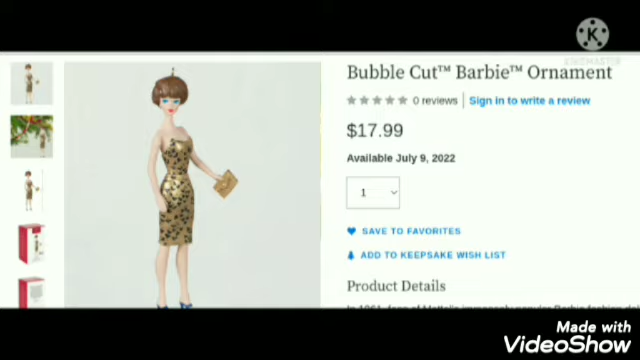 K
KINEMASTER
Bubble Cut™ Barbie™ Ornament
0 reviews Sign in to write a review
$17.99
Available July 9, 2022
1
SAVE TO FAVORITES
ADD TO KEEPSAKE WISH LIST
Product Details
Made with
VideoShow